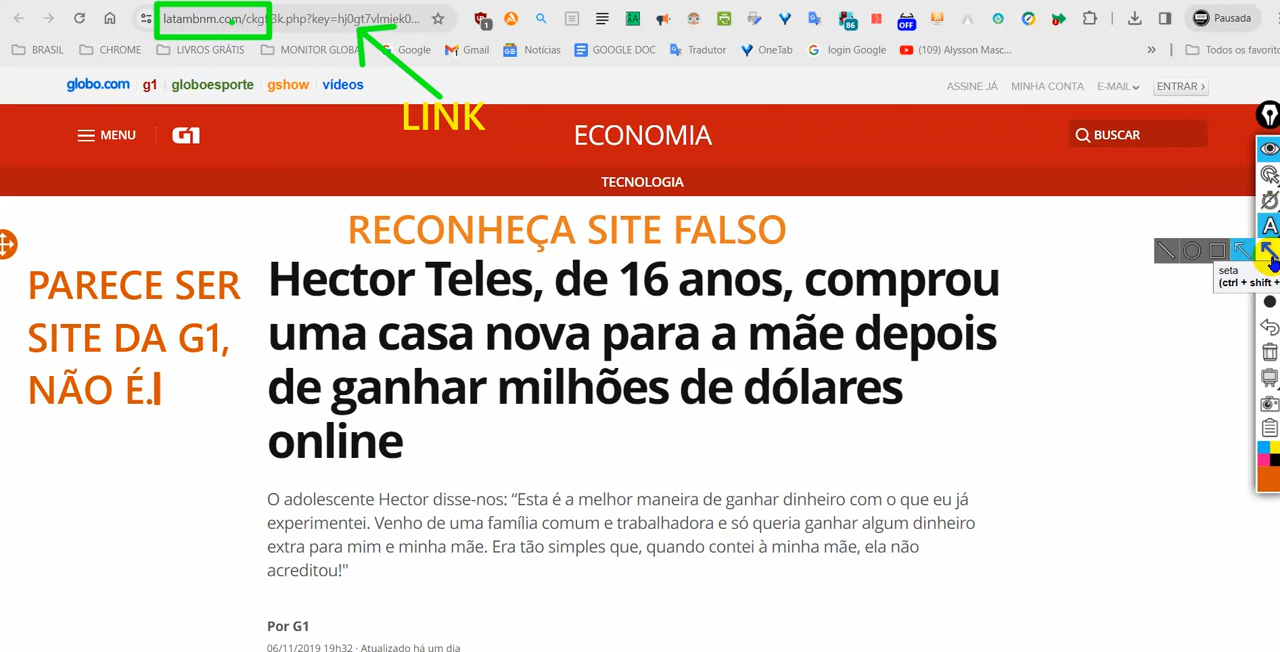 latambnm.com/ckgt3k.php?key=hj0gt7vlmiek0...
1
86
OFF
Pausada
BRASIL
CHROME
LIVROS GRÁTIS
MONITOR GLOBA
Google
Gmail
Notícias
GOOGLE DOC
Tradutor
OneTab
login Google
(109) Alysson Masc...
»
Todos os favorito
globo.com
g1
globoesporte
gshow
vídeos
ASSINE JÁ
MINHA CONTA
E-MAIL
ENTRAR ›
LINK
MENU
G1
ECONOMIA
BUSCAR
TECNOLOGIA
RECONHEÇA SITE FALSO
PARECE SER
SITE DA G1,
NÃO É.
Hector Teles, de 16 anos, comprou
uma casa nova para a mãe depois
de ganhar milhões de dólares
online
A
seta
(ctrl + shift +
O adolescente Hector disse-nos: “Esta é a melhor maneira de ganhar dinheiro com o que eu já
experimentei. Venho de uma família comum e trabalhadora e só queria ganhar algum dinheiro
extra para mim e minha mãe. Era tão simples que, quando contei à minha mãe, ela não
acreditou!"
Por G1
06/11/2019 19h32 · Atualizado há um dia